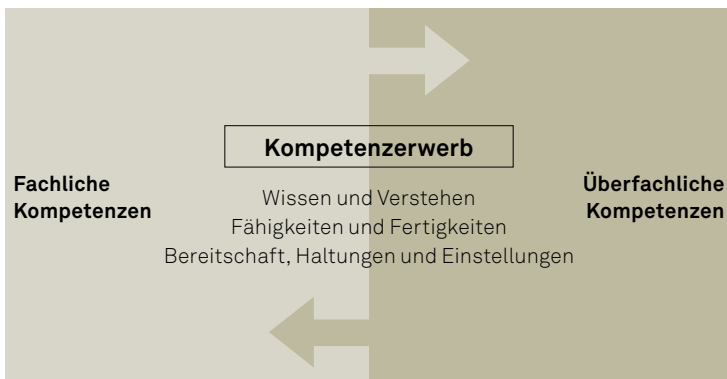 Kompetenzerwerb
Fachliche
Kompetenzen
Wissen und Verstehen
Fähigkeiten und Fertigkeiten
Bereitschaft, Haltungen und Einstellungen
Überfachliche
Kompetenzen